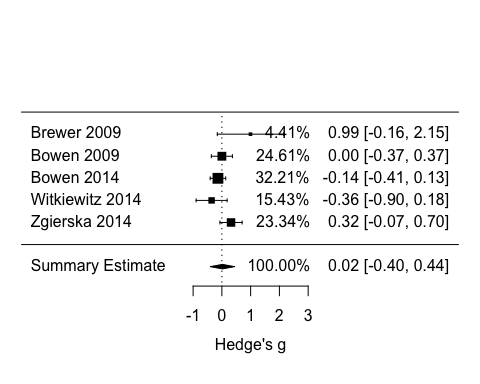 Brewer 2009 4.41% 0.99 [-0.16, 2.15]
Bowen 2009 24.61% 0.00 [-0.37, 0.37]
Bowen 2014 32.21% -0.14 [-0.41, 0.13]
Witkiewitz 2014 15.43% -0.36 [-0.90, 0.18]
Zgierska 2014 23.34% 0.32 [-0.07, 0.70]
Summary Estimate 100.00% 0.02 [-0.40, 0.44]
-1 0 1 2 3
Hedge's g